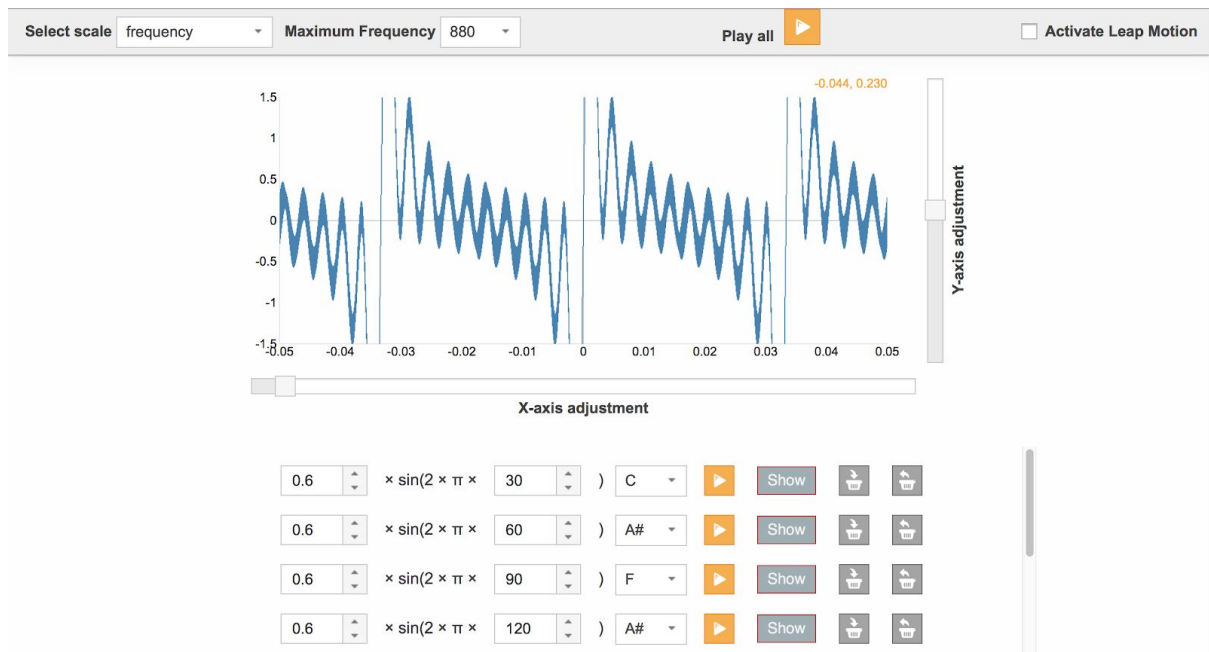 Select scale frequency Maximum Frequency 880 Play all Activate Leap Motion
-0.044, 0.230
1.5
1
0.5
0
-0.5
-1
-1.5
-0.05 -0.04 -0.03 -0.02 -0.01 0 0.01 0.02 0.03 0.04 0.05
Y-axis adjustment
X-axis adjustment
0.6 × sin(2 × π × 30 ) C Show
0.6 × sin(2 × π × 60 ) A# Show
0.6 × sin(2 × π × 90 ) F Show
0.6 × sin(2 × π × 120 ) A# Show